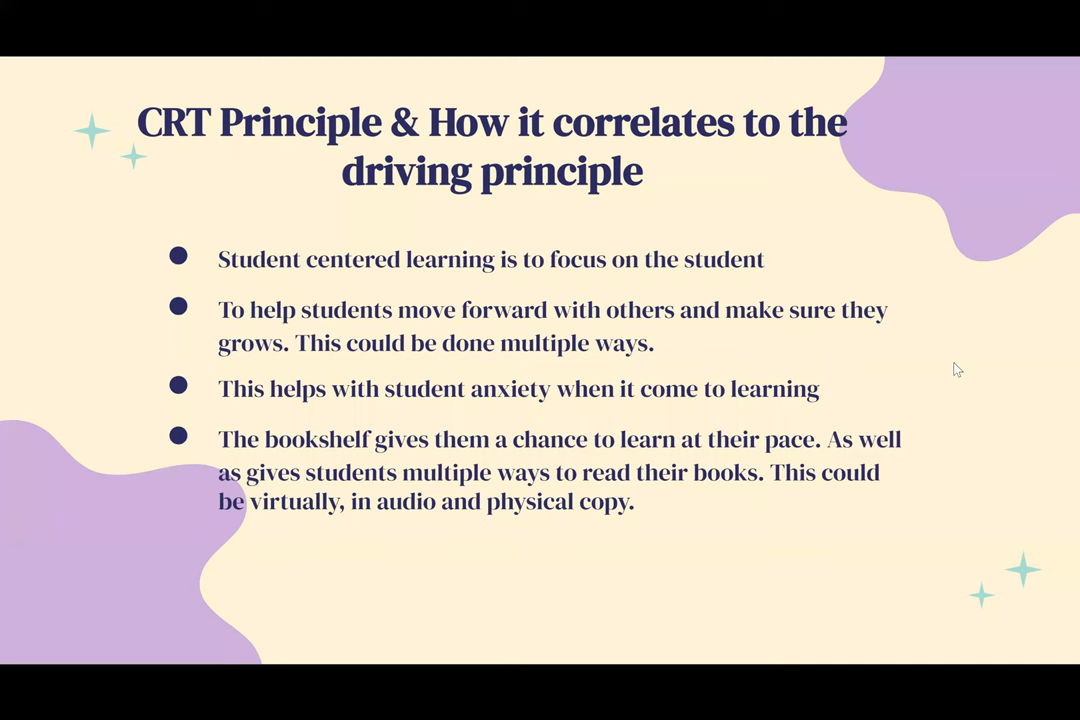 CRT Principle & How it correlates to the
driving principle
● Student centered learning is to focus on the student
● To help students move forward with others and make sure they
grows. This could be done multiple ways.
● This helps with student anxiety when it come to learning
● The bookshelf gives them a chance to learn at their pace. As well
as gives students multiple ways to read their books. This could
be virtually, in audio and physical copy.